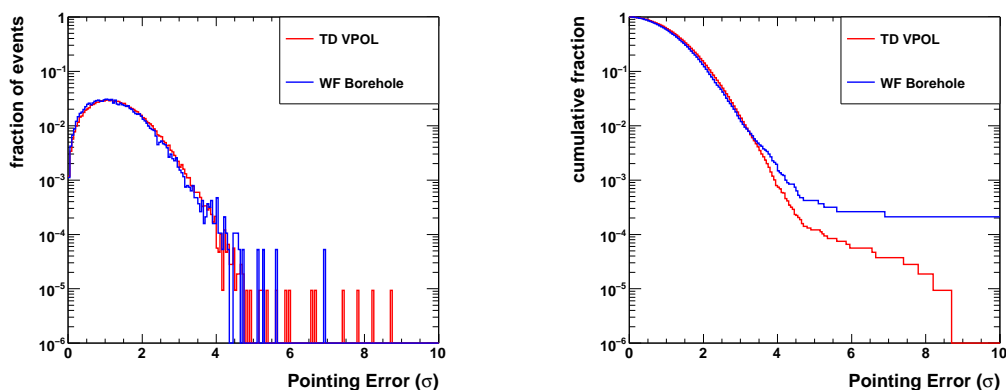 TD VPOL
WF Borehole
fraction of events
1
10⁻¹
10⁻²
10⁻³
10⁻⁴
10⁻⁵
10⁻⁶
0 2 4 6 8 10
Pointing Error (σ)
TD VPOL
WF Borehole
cumulative fraction
1
10⁻¹
10⁻²
10⁻³
10⁻⁴
10⁻⁵
10⁻⁶
0 2 4 6 8 10
Pointing Error (σ)